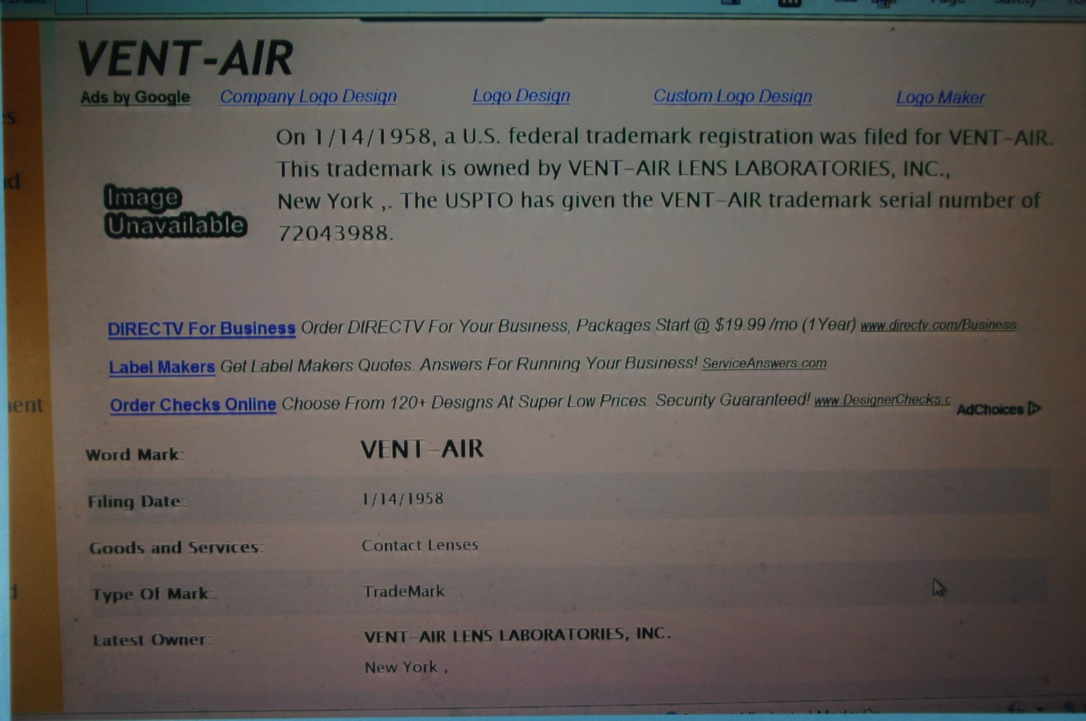 VENT-AIR
Ads by Google Company Logo Design Logo Design Custom Logo Design Logo Maker
On 1/14/1958, a U.S. federal trademark registration was filed for VENT-AIR.
This trademark is owned by VENT-AIR LENS LABORATORIES, INC.,
Image
Unavailable
New York ,. The USPTO has given the VENT-AIR trademark serial number of
72043988.
DIRECTV For Business Order DIRECTV For Your Business, Packages Start @ $19.99/mo (1Year) www.directv.com/Business
Label Makers Get Label Makers Quotes. Answers For Running Your Business! ServiceAnswers.com
Order Checks Online Choose From 120+ Designs At Super Low Prices. Security Guaranteed! www.DesignerChecks.c
AdChoices
Word Mark: VENT-AIR
Filing Date: 1/14/1958
Goods and Services: Contact Lenses
Type Of Mark: TradeMark
Latest Owner: VENT-AIR LENS LABORATORIES, INC.
New York ,